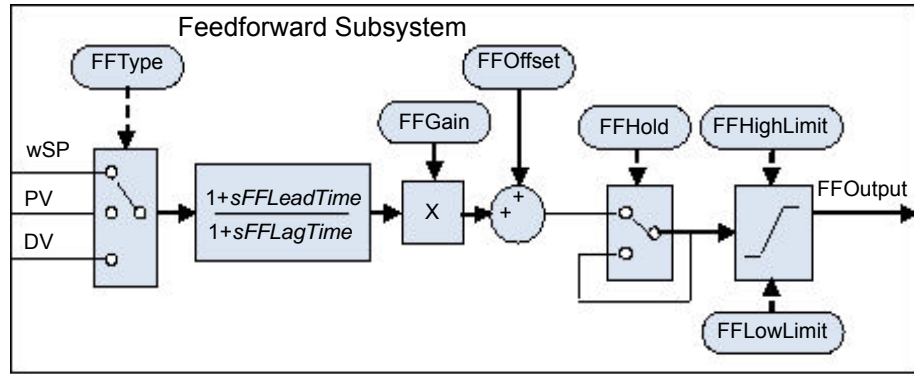 Feedforward Subsystem
FFType
FFOffset
FFGain
FFHold
FFHighLimit
wSP
PV
DV
1+sFFLeadTime
1+sFFLagTime
X
+
+
FFOutput
FFLowLimit